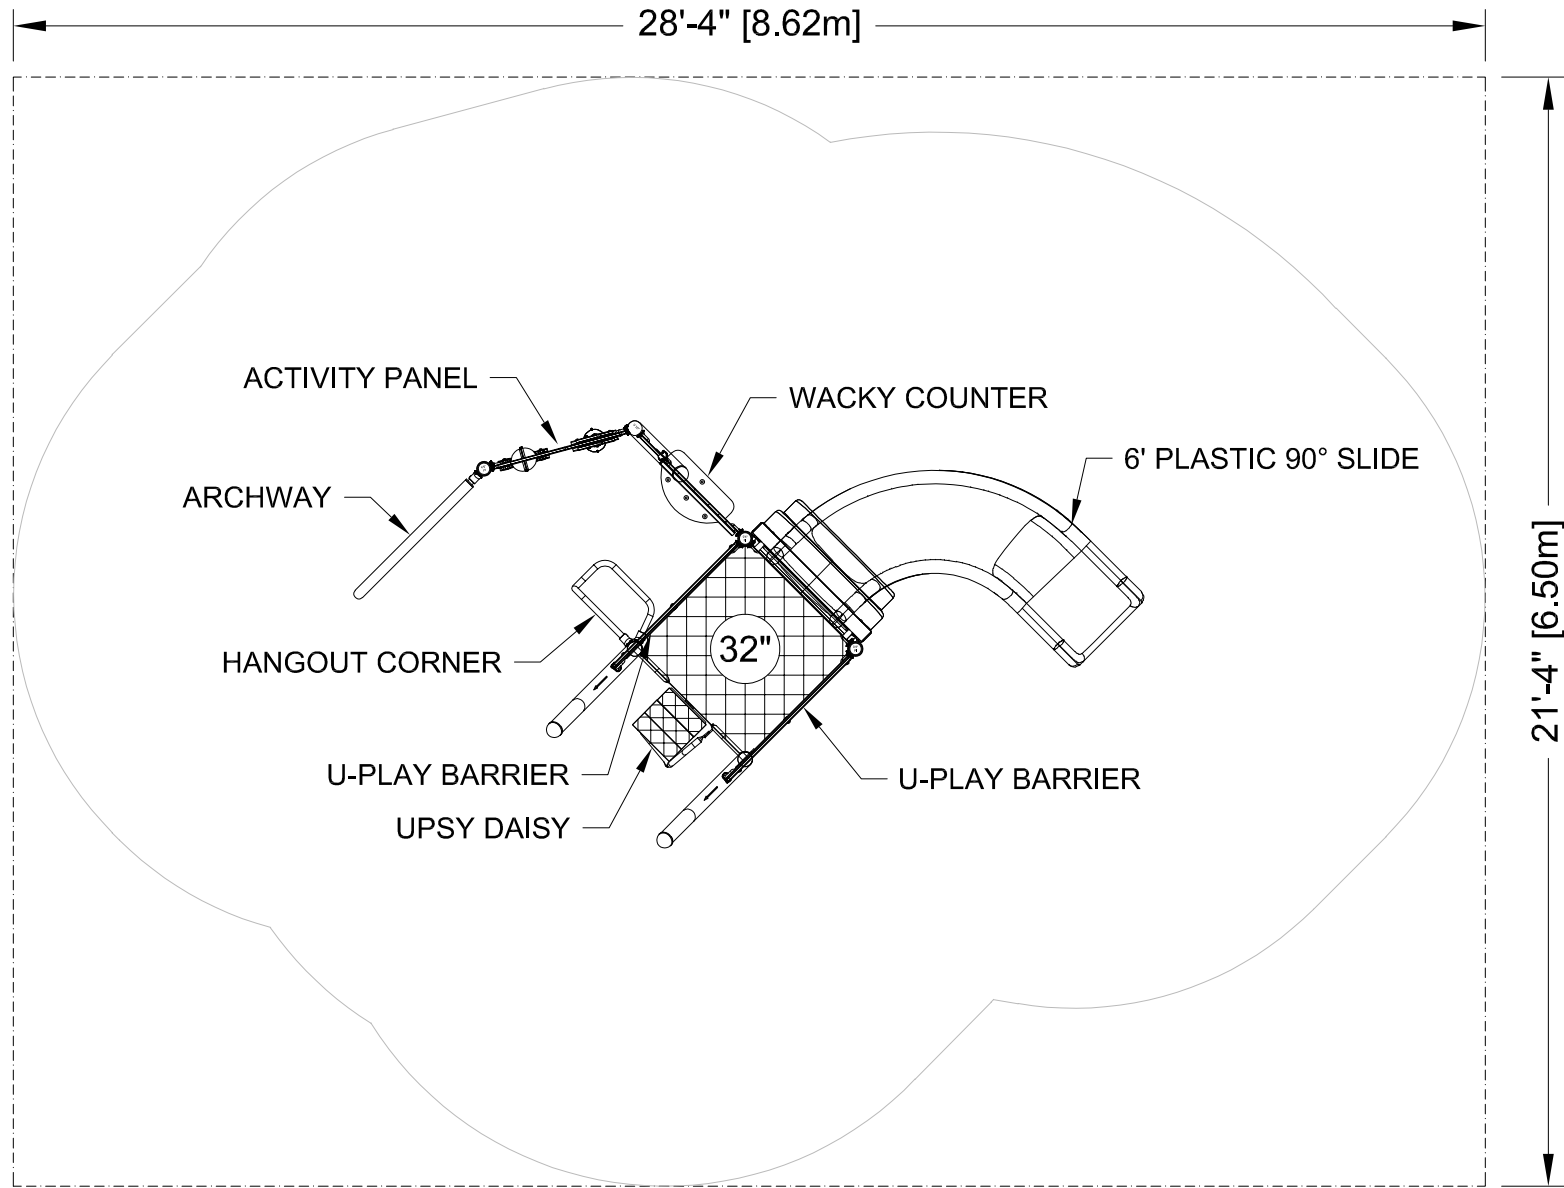 28'-4" [8.62m]
ACTIVITY PANEL
WACKY COUNTER
6' PLASTIC 90° SLIDE
ARCHWAY
21'-4" [6.50m]
32"
HANGOUT CORNER
U-PLAY BARRIER
U-PLAY BARRIER
UPSY DAISY